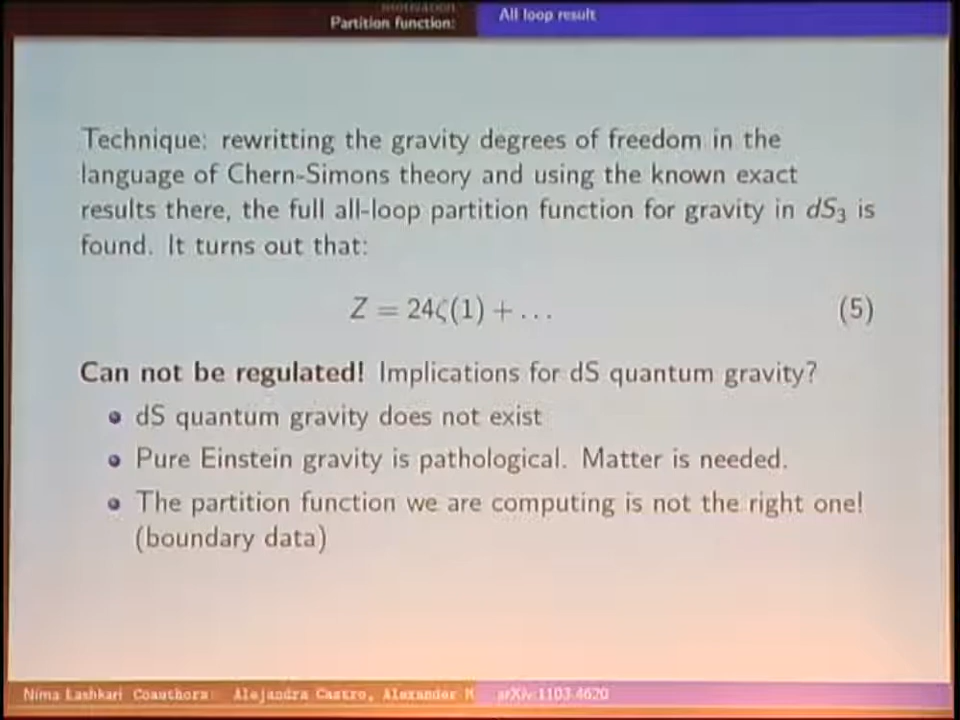 Motivation
Partition function:
All loop result
Technique: rewritting the gravity degrees of freedom in the
language of Chern-Simons theory and using the known exact
results there, the full all-loop partition function for gravity in dS₃ is
found. It turns out that:
Z = 24ζ(1) + ... (5)
Can not be regulated! Implications for dS quantum gravity?
dS quantum gravity does not exist
Pure Einstein gravity is pathological. Matter is needed.
The partition function we are computing is not the right one!
(boundary data)
Nima Lashkari Coauthors: Alejandra Castro, Alexander M
arXiv:1103.4620